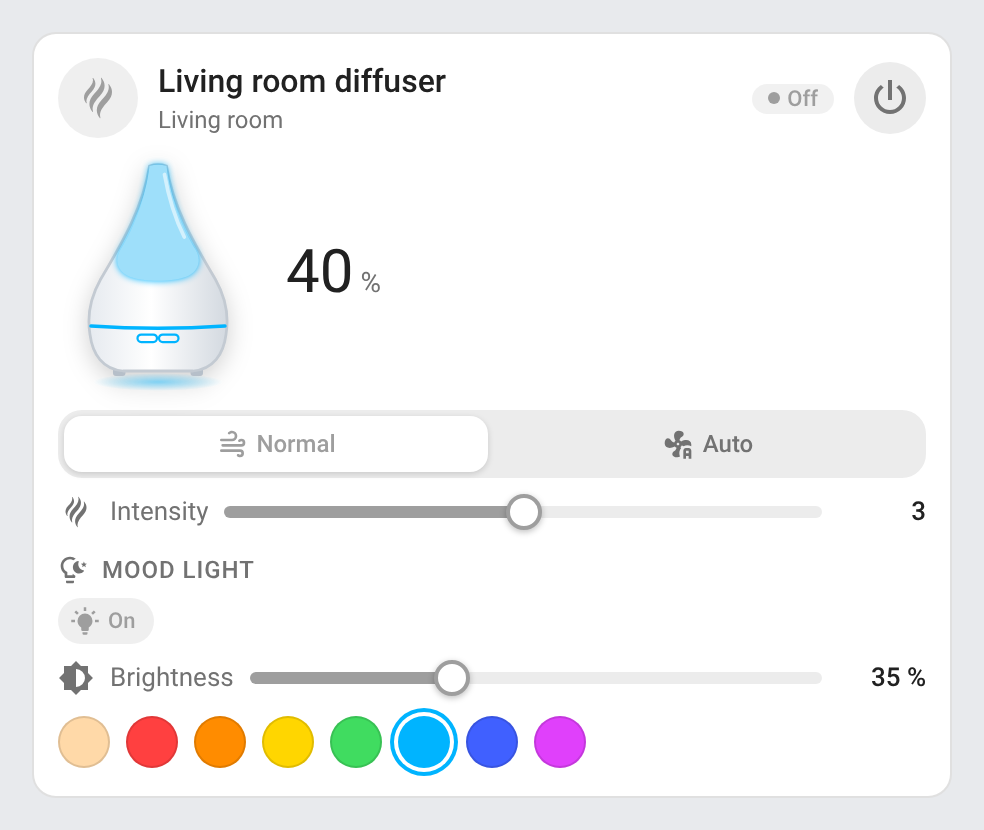 Living room diffuser
Living room
Off
40 %
Normal
Auto
Intensity
3
MOOD LIGHT
On
Brightness
35 %